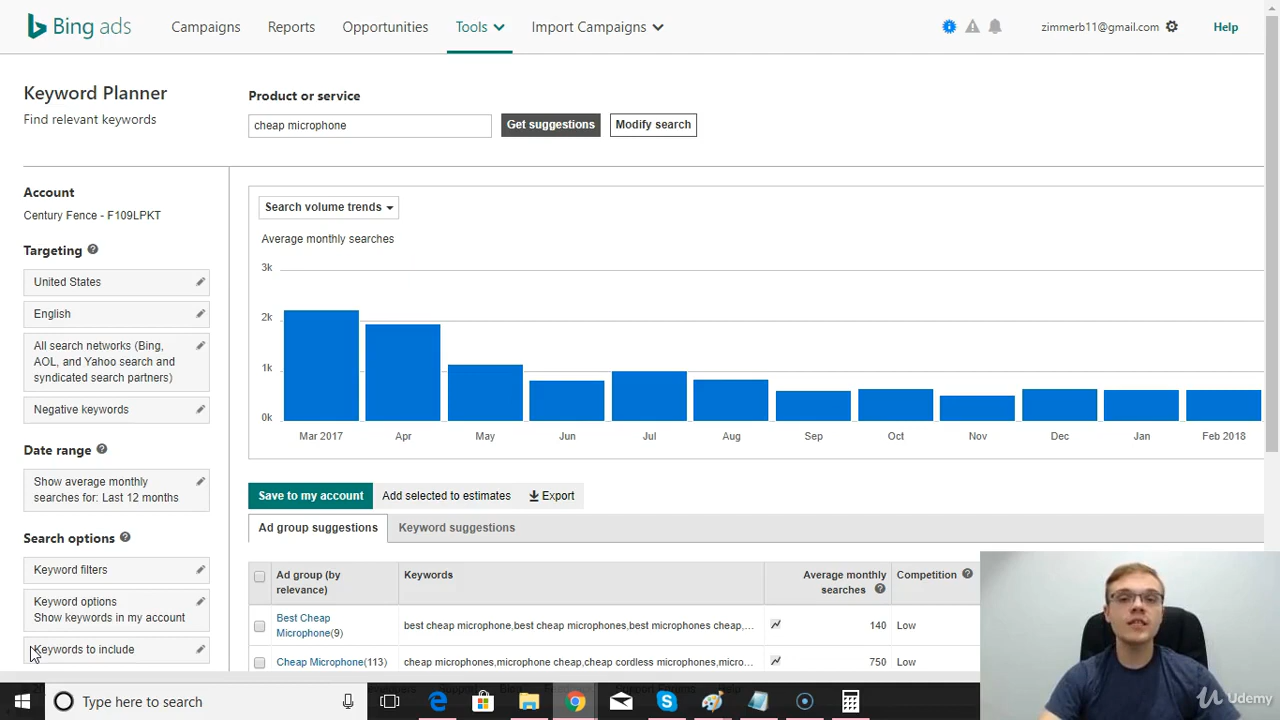 Bing ads
Campaigns
Reports
Opportunities
Tools
Import Campaigns
zimmerb11@gmail.com
Help
Keyword Planner
Find relevant keywords
Product or service
cheap microphone
Get suggestions
Modify search
Account
Century Fence - F109LPKT
Targeting
United States
English
All search networks (Bing,
AOL, and Yahoo search and
syndicated search partners)
Negative keywords
Date range
Show average monthly
searches for: Last 12 months
Search options
Keyword filters
Keyword options
Show keywords in my account
Keywords to include
Search volume trends
Average monthly searches
3k
2k
1k
0k
Mar 2017
Apr
May
Jun
Jul
Aug
Sep
Oct
Nov
Dec
Jan
Feb 2018
Save to my account
Add selected to estimates
Export
Ad group suggestions
Keyword suggestions
Ad group (by
relevance)
Keywords
Average monthly
searches
Competition
Best Cheap
Microphone(9)
best cheap microphone,best cheap microphones,best microphones cheap,...
140
Low
Cheap Microphone(113)
cheap microphones,microphone cheap,cheap cordless microphones,micro...
750
Low
Type here to search
Udemy